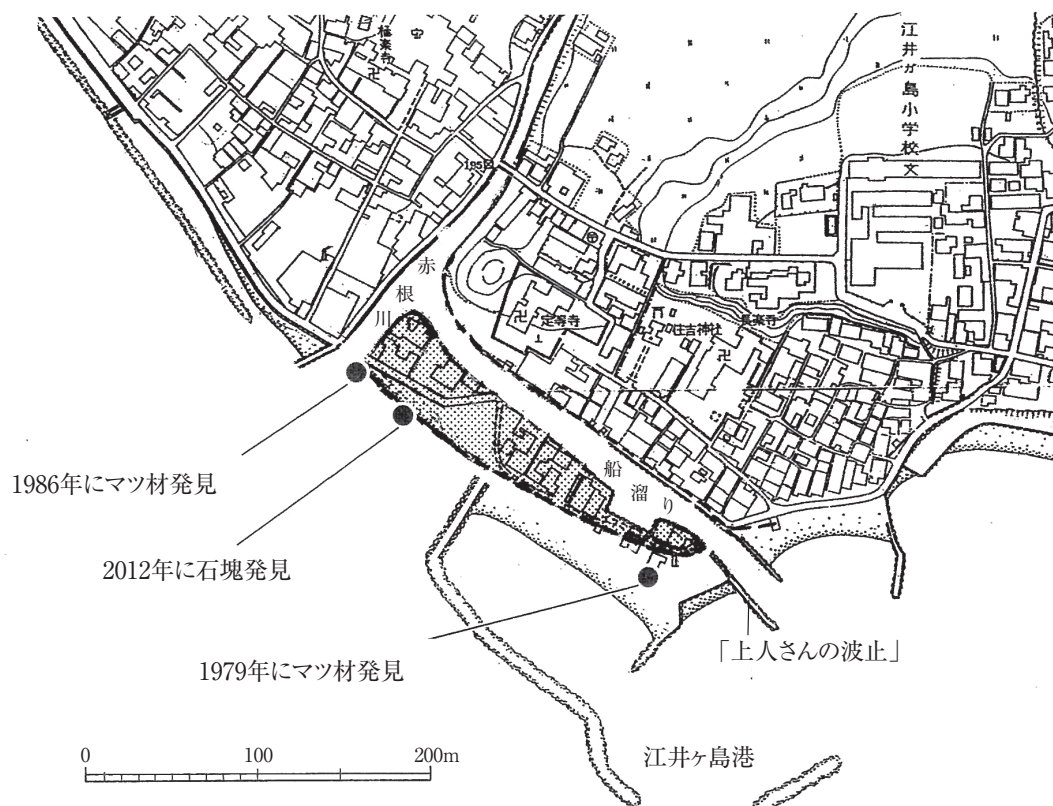 極楽寺
江井ヶ島小学校
文
195
赤根川
定善寺
住吉神社
長楽寺
船溜り
1986年にマツ材発見
2012年に石塊発見
1979年にマツ材発見
「上人さんの波止」
江井ヶ島港
0 100 200m